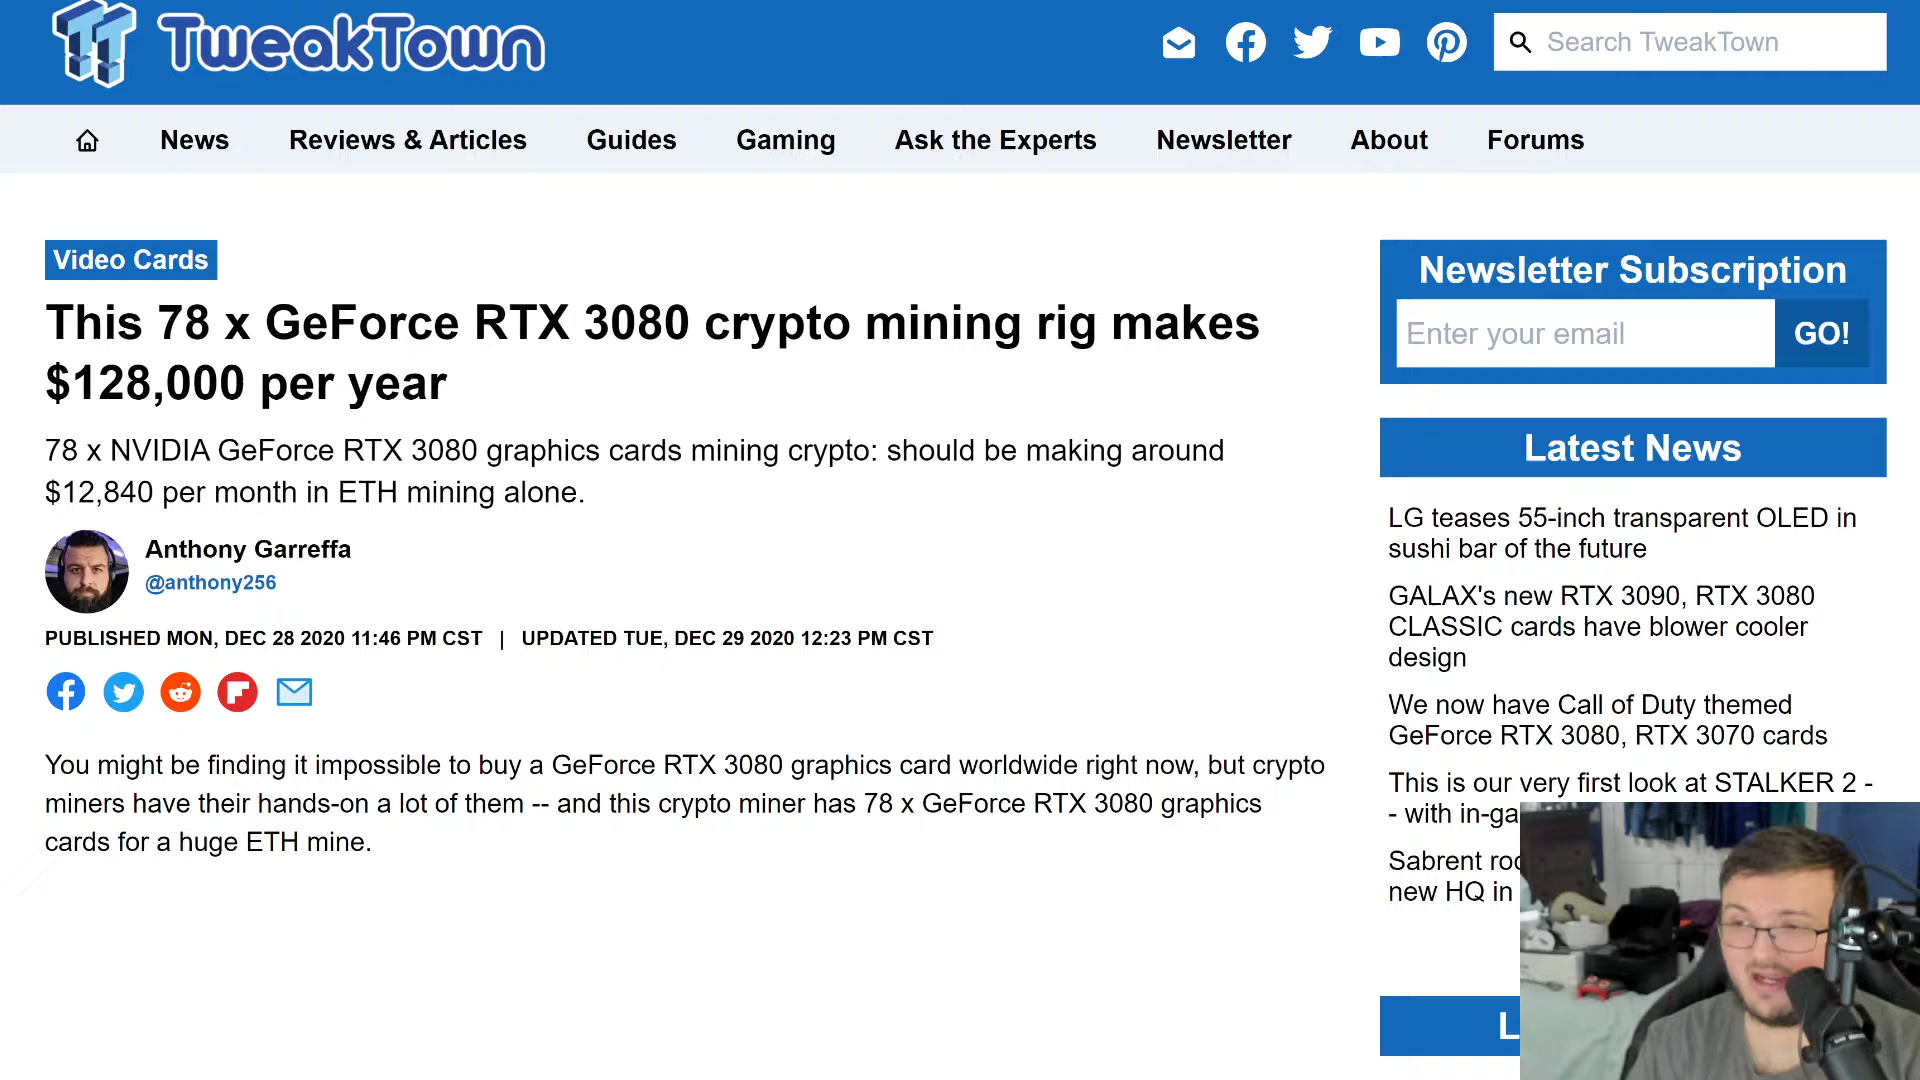 TweakTown
Search TweakTown
News Reviews & Articles Guides Gaming Ask the Experts Newsletter About Forums
Video Cards
This 78 x GeForce RTX 3080 crypto mining rig makes
$128,000 per year
78 x NVIDIA GeForce RTX 3080 graphics cards mining crypto: should be making around
$12,840 per month in ETH mining alone.
Anthony Garreffa
@anthony256
PUBLISHED MON, DEC 28 2020 11:46 PM CST | UPDATED TUE, DEC 29 2020 12:23 PM CST
You might be finding it impossible to buy a GeForce RTX 3080 graphics card worldwide right now, but crypto
miners have their hands-on a lot of them -- and this crypto miner has 78 x GeForce RTX 3080 graphics
cards for a huge ETH mine.
Newsletter Subscription
Enter your email GO!
Latest News
LG teases 55-inch transparent OLED in
sushi bar of the future
GALAX's new RTX 3090, RTX 3080
CLASSIC cards have blower cooler
design
We now have Call of Duty themed
GeForce RTX 3080, RTX 3070 cards
This is our very first look at STALKER 2 -
- with in-ga
Sabrent
new HQ in
L